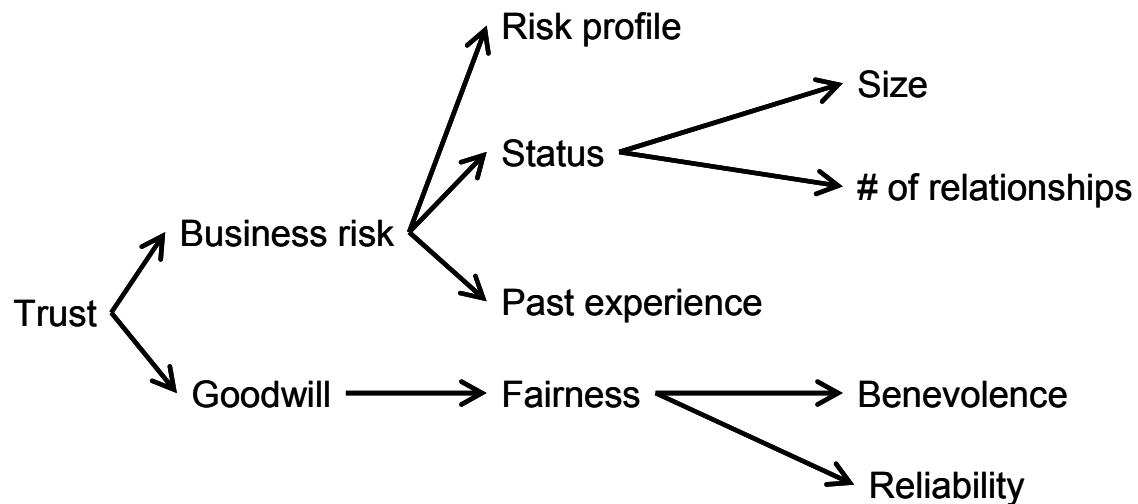 Risk profile
Size
Status
# of relationships
Business risk
Past experience
Trust
Goodwill
Fairness
Benevolence
Reliability